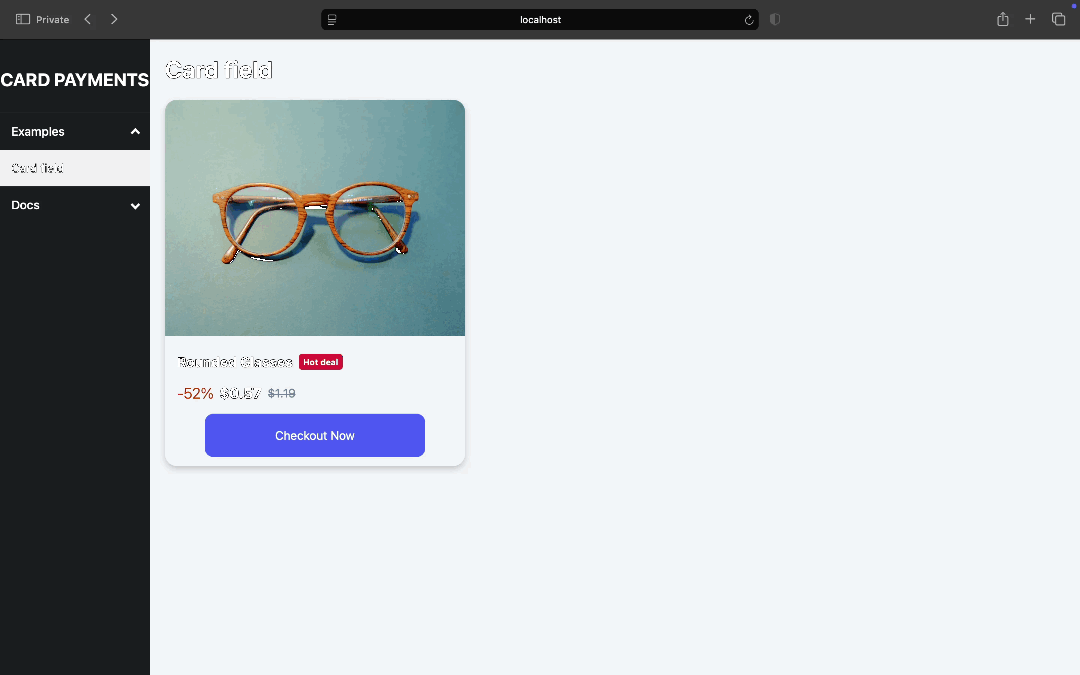 Private
localhost
CARD PAYMENTS
Card field
Examples
Card field
Docs
Rounded Glasses Hot deal
-52% $0.57 $1.19
Checkout Now